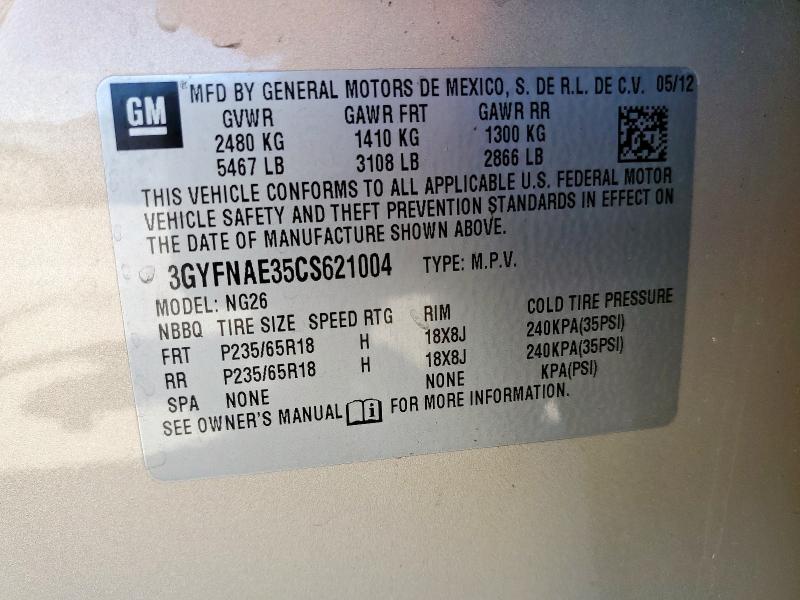 GM
MFD BY GENERAL MOTORS DE MEXICO, S. DE R.L. DE C.V. 05/12
GVWR GAWR FRT GAWR RR
2480 KG 1410 KG 1300 KG
5467 LB 3108 LB 2866 LB
THIS VEHICLE CONFORMS TO ALL APPLICABLE U.S. FEDERAL MOTOR
VEHICLE SAFETY AND THEFT PREVENTION STANDARDS IN EFFECT ON
THE DATE OF MANUFACTURE SHOWN ABOVE.
3GYFNAE35CS621004 TYPE: M.P.V.
MODEL: NG26
NBBQ TIRE SIZE SPEED RTG RIM COLD TIRE PRESSURE
FRT P235/65R18 H 18X8J 240KPA(35PSI)
RR P235/65R18 H 18X8J 240KPA(35PSI)
SPA NONE NONE KPA(PSI)
SEE OWNER'S MANUAL FOR MORE INFORMATION.